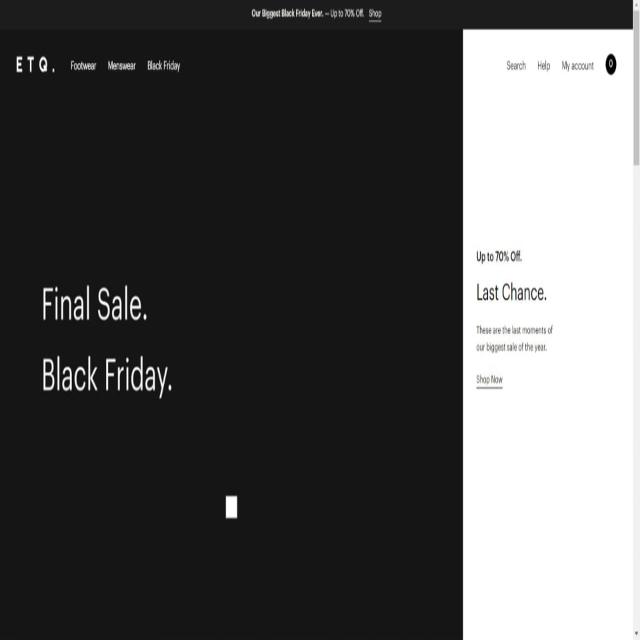 Our Biggest Black Friday Ever. – Up to 70% Off. Shop
ETQ. Footwear Menswear Black Friday
Search Help My account 0
Final Sale.
Black Friday.
Up to 70% Off.
Last Chance.
These are the last moments of
our biggest sale of the year.
Shop Now